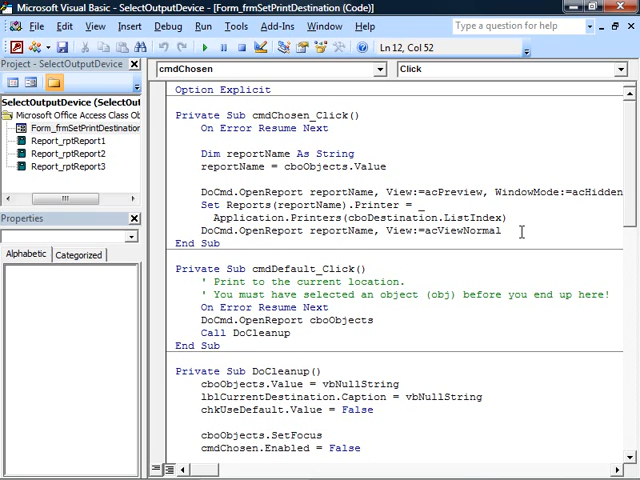 Microsoft Visual Basic - SelectOutputDevice - [Form_frmSetPrintDestination (Code)]
File Edit View Insert Debug Run Tools Add-Ins Window Help
Type a question for help
Ln 12, Col 52
Project - SelectOutputDevice
SelectOutputDevice (SelectOut
Microsoft Office Access Class Ob
Form_frmSetPrintDestination
Report_rptReport1
Report_rptReport2
Report_rptReport3
Properties
Alphabetic Categorized
cmdChosen
Click
Option Explicit
Private Sub cmdChosen_Click()
On Error Resume Next
Dim reportName As String
reportName = cboObjects.Value
DoCmd.OpenReport reportName, View:=acPreview, WindowMode:=acHidden
Set Reports(reportName).Printer = _
Application.Printers(cboDestination.ListIndex)
DoCmd.OpenReport reportName, View:=acViewNormal
End Sub
Private Sub cmdDefault_Click()
' Print to the current location.
' You must have selected an object (obj) before you end up here!
On Error Resume Next
DoCmd.OpenReport cboObjects
Call DoCleanup
End Sub
Private Sub DoCleanup()
cboObjects.Value = vbNullString
lblCurrentDestination.Caption = vbNullString
chkUseDefault.Value = False
cboObjects.SetFocus
cmdChosen.Enabled = False